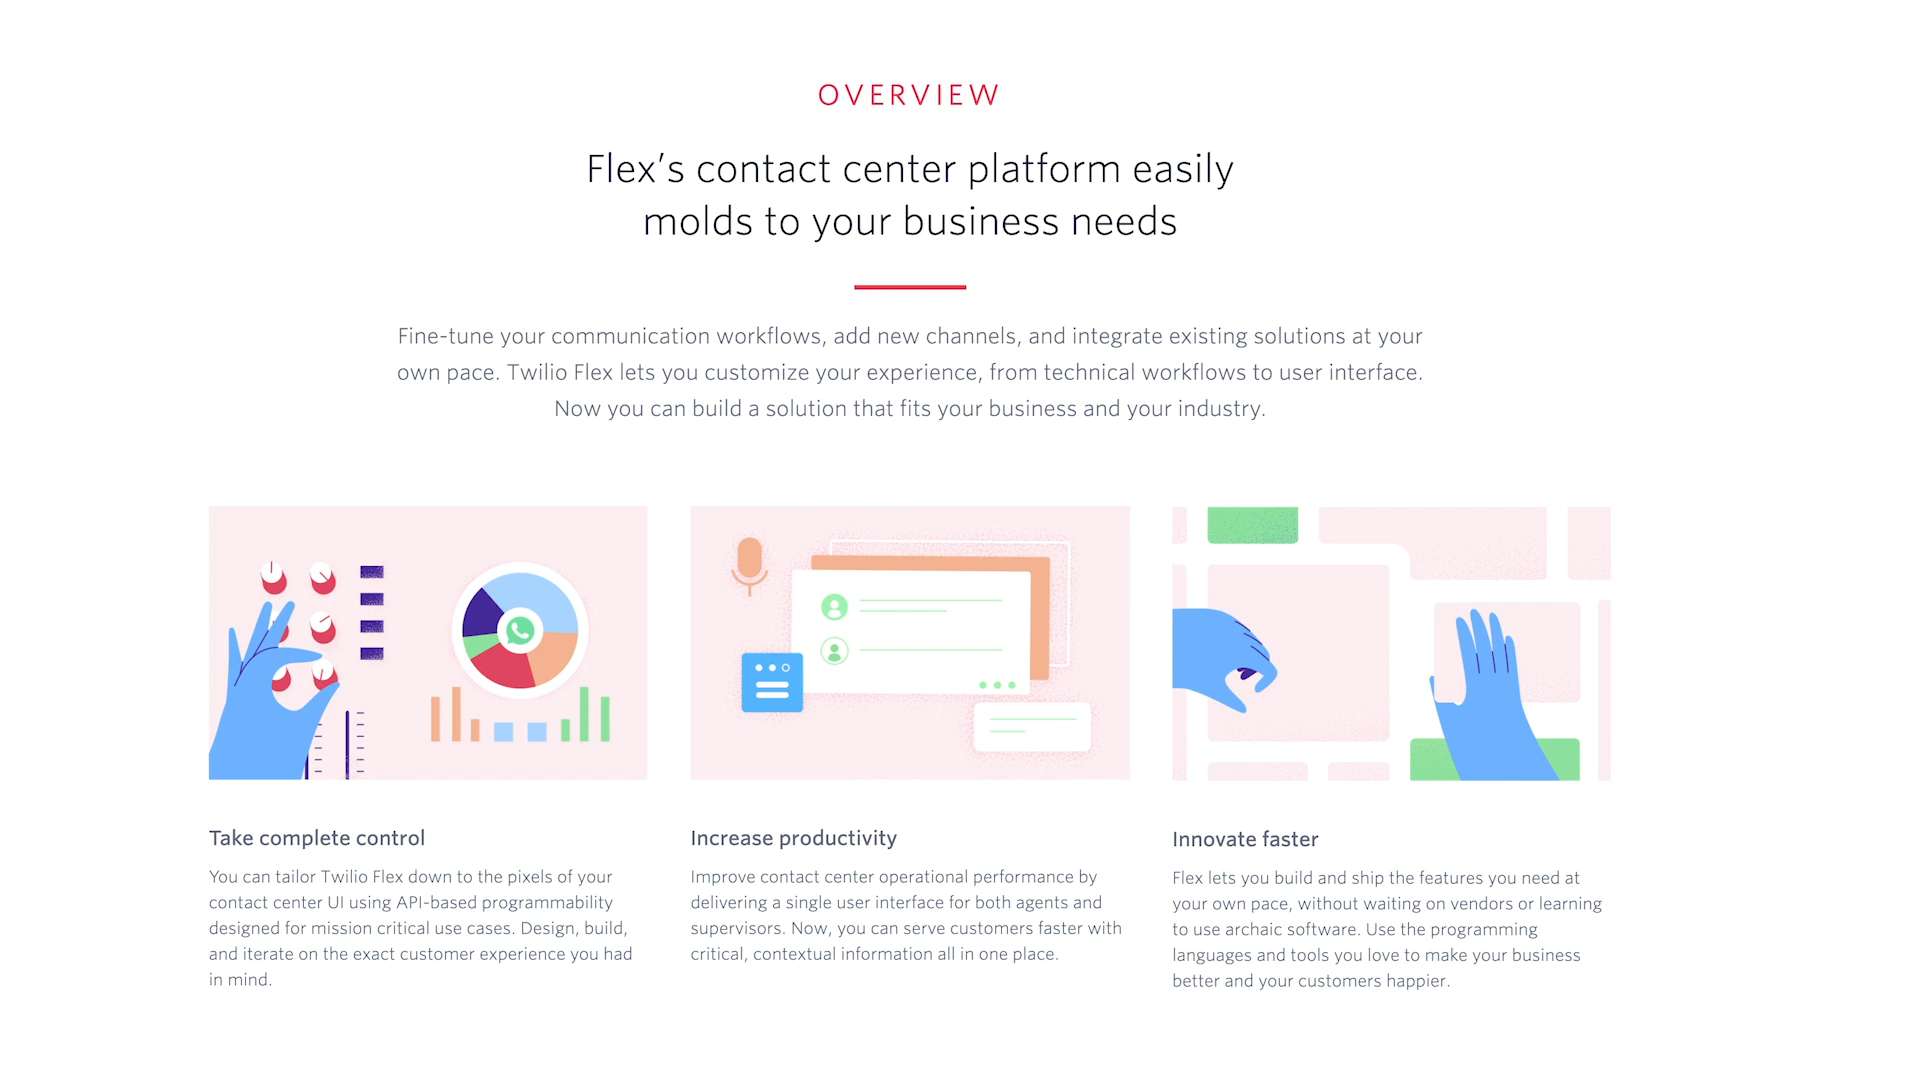 OVERVIEW
Flex’s contact center platform easily
molds to your business needs
Fine-tune your communication workflows, add new channels, and integrate existing solutions at your
own pace. Twilio Flex lets you customize your experience, from technical workflows to user interface.
Now you can build a solution that fits your business and your industry.
Take complete control
You can tailor Twilio Flex down to the pixels of your
contact center UI using API-based programmability
designed for mission critical use cases. Design, build,
and iterate on the exact customer experience you had
in mind.
Increase productivity
Improve contact center operational performance by
delivering a single user interface for both agents and
supervisors. Now, you can serve customers faster with
critical, contextual information all in one place.
Innovate faster
Flex lets you build and ship the features you need at
your own pace, without waiting on vendors or learning
to use archaic software. Use the programming
languages and tools you love to make your business
better and your customers happier.